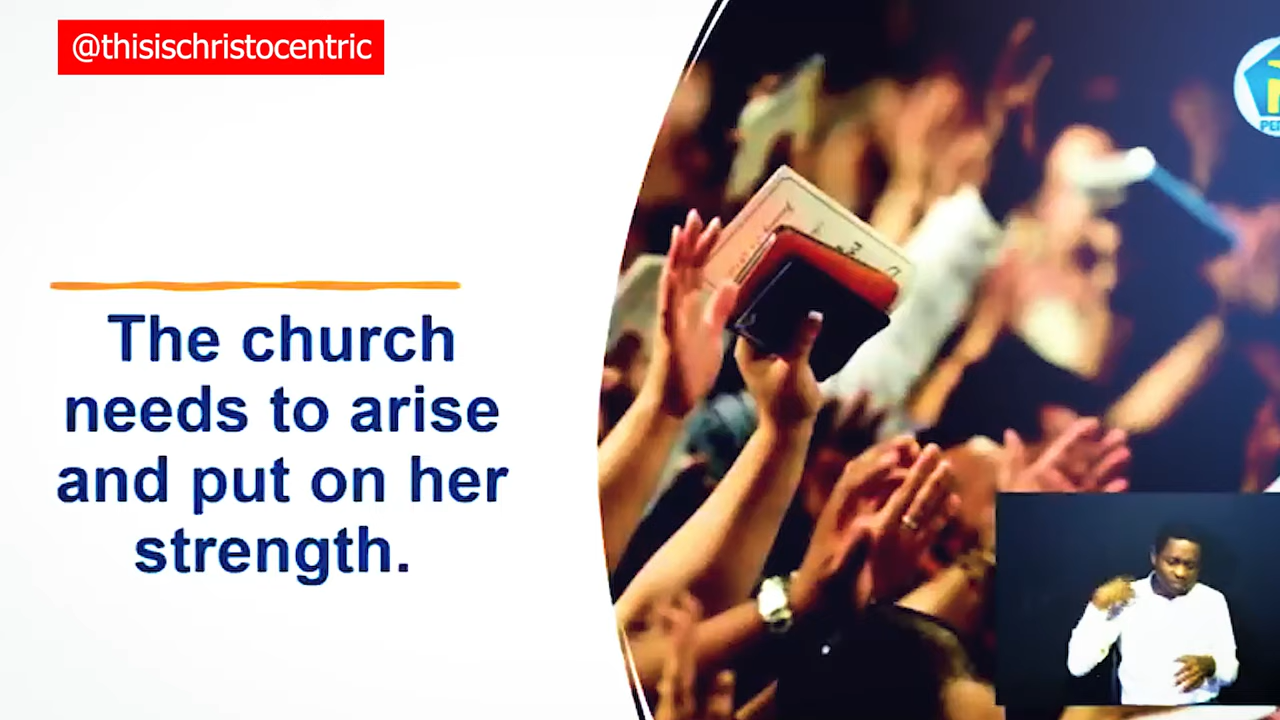 @thisischristocentric
The church
needs to arise
and put on her
strength.